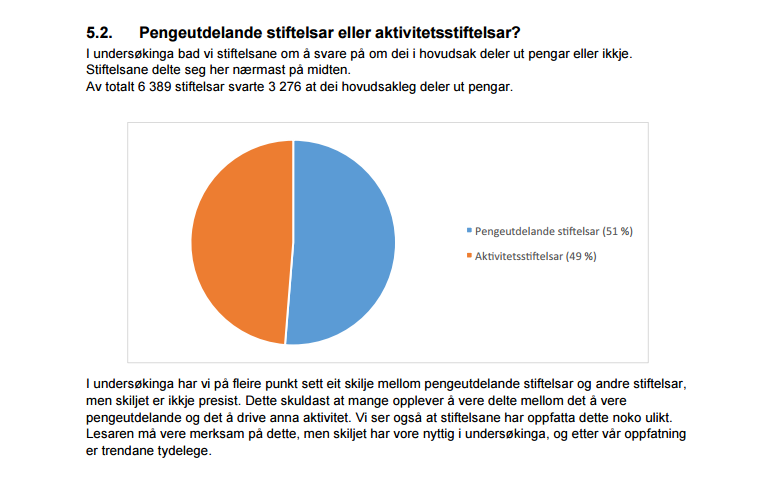 5.2. Pengeutdelande stiftelsar eller aktivitetsstiftelsar?
I undersøkinga bad vi stiftelsane om å svare på om dei i hovudsak deler ut pengar eller ikkje.
Stiftelsane delte seg her nærmast på midten.
Av totalt 6 389 stiftelsar svarte 3 276 at dei hovudsakleg deler ut pengar.
Pengeutdelande stiftelsar (51 %)
Aktivitetsstiftelsar (49 %)
I undersøkinga har vi på fleire punkt sett eit skilje mellom pengeutdelande stiftelsar og andre stiftelsar,
men skiljet er ikkje presist. Dette skuldast at mange opplever å vere delte mellom det å vere
pengeutdelande og det å drive anna aktivitet. Vi ser også at stiftelsane har oppfatta dette noko ulikt.
Lesaren må vere merksam på dette, men skiljet har vore nyttig i undersøkinga, og etter vår oppfatning
er trendane tydelege.